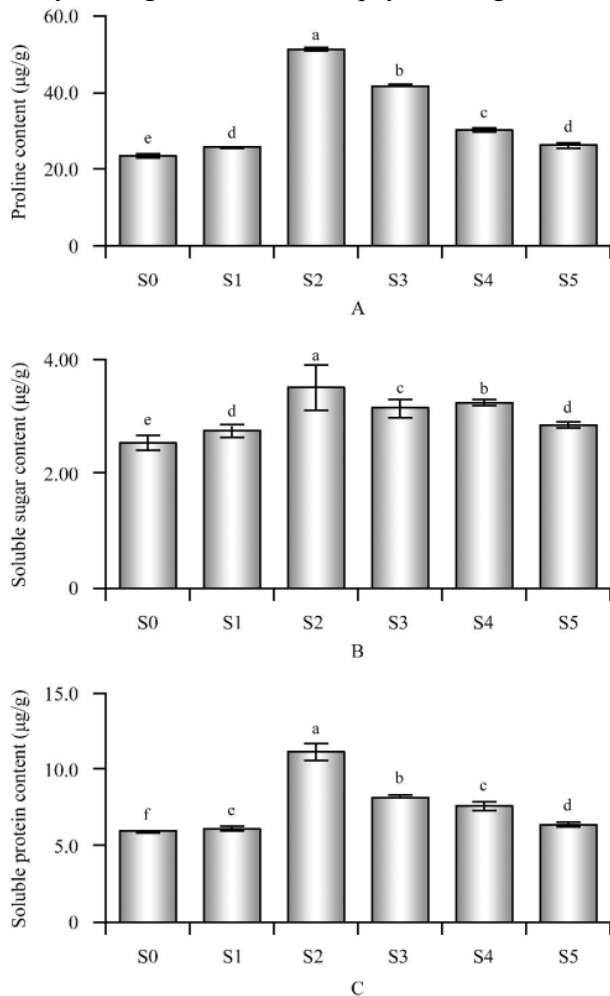 60.0
40.0
20.0
0
Proline content (μg/g)
e
d
a
b
c
d
S0 S1 S2 S3 S4 S5
A
4.00
2.00
0
Soluble sugar content (μg/g)
e
d
a
c
b
d
S0 S1 S2 S3 S4 S5
B
15.0
10.0
5.0
0
Soluble protein content (μg/g)
f
e
a
b
c
d
S0 S1 S2 S3 S4 S5
C